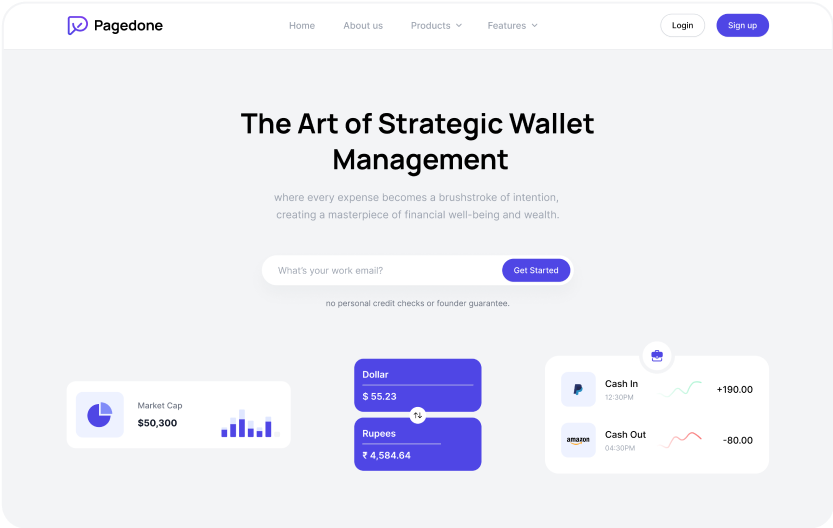 Pagedone
Home
About us
Products
Features
Login
Sign up
The Art of Strategic Wallet
Management
where every expense becomes a brushstroke of intention,
creating a masterpiece of financial well-being and wealth.
What's your work email?
Get Started
no personal credit checks or founder guarantee.
Market Cap
$50,300
Dollar
$ 55.23
Rupees
₹ 4,584.64
Cash In
12:30PM
+190.00
amazon
Cash Out
04:30PM
-80.00